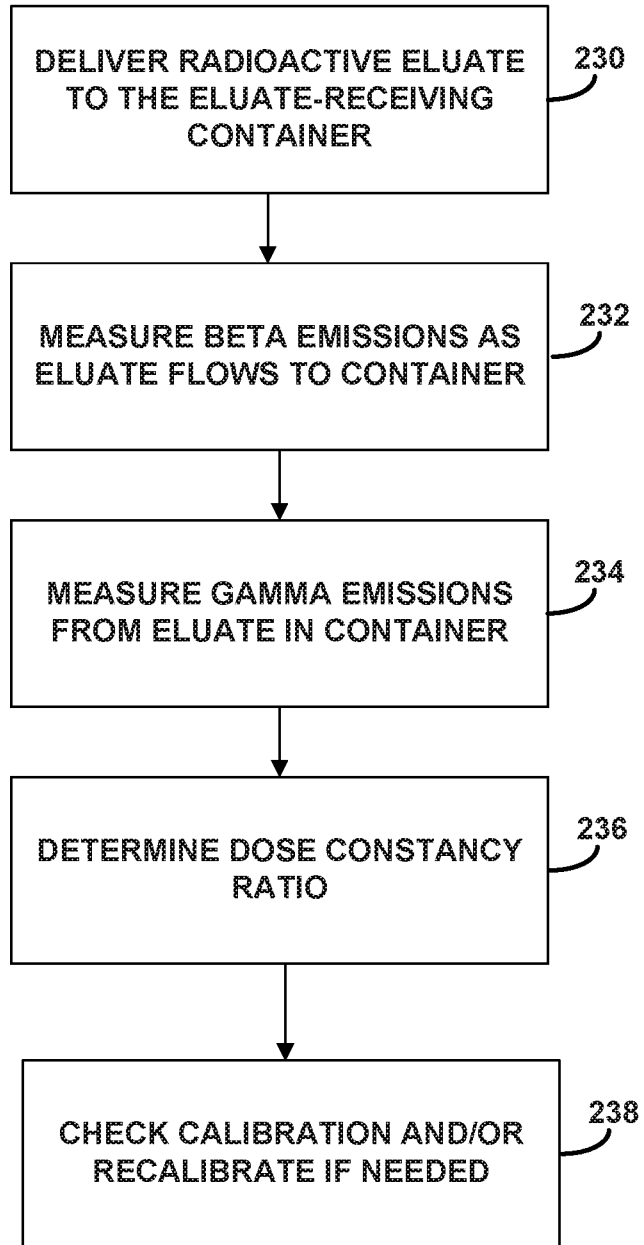 DELIVER RADIOACTIVE ELUATE
TO THE ELUATE-RECEIVING
CONTAINER
230
MEASURE BETA EMISSIONS AS
ELUATE FLOWS TO CONTAINER
232
MEASURE GAMMA EMISSIONS
FROM ELUATE IN CONTAINER
234
DETERMINE DOSE CONSTANCY
RATIO
236
CHECK CALIBRATION AND/OR
RECALIBRATE IF NEEDED
238